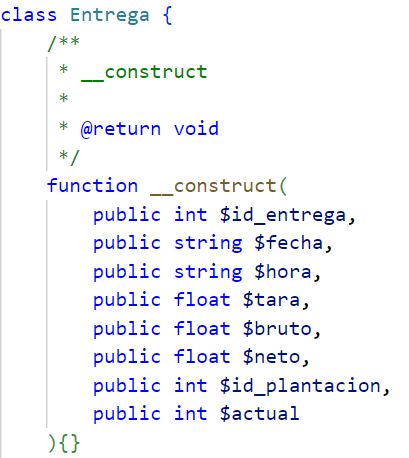 class Entrega {
    /**
     * __construct
     *
     * @return void
     */
    function __construct(
        public int $id_entrega,
        public string $fecha,
        public string $hora,
        public float $tara,
        public float $bruto,
        public float $neto,
        public int $id_plantacion,
        public int $actual
    ){}